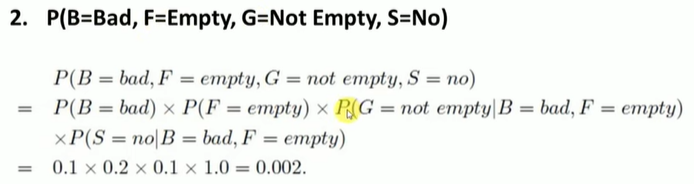 2. P(B=Bad, F=Empty, G=Not Empty, S=No)
P(B = bad, F = empty, G = not empty, S = no)
= P(B = bad) × P(F = empty) × P(G = not empty|B = bad, F = empty)
×P(S = no|B = bad, F = empty)
= 0.1 × 0.2 × 0.1 × 1.0 = 0.002.